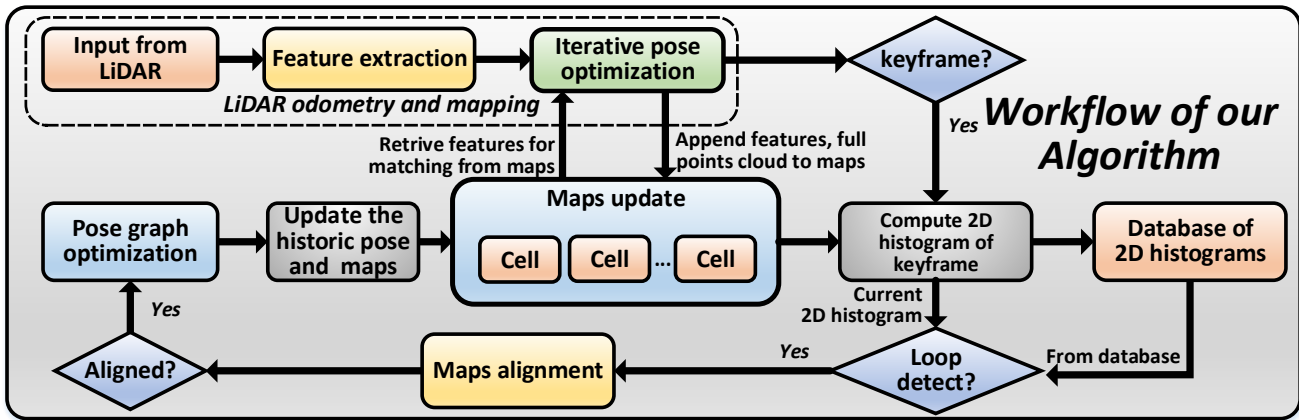 Input from
LiDAR
Feature extraction
Iterative pose
optimization
keyframe?
LiDAR odometry and mapping
Workflow of our
Algorithm
Yes
Retrive features for
matching from maps
Append features, full
points cloud to maps
Pose graph
optimization
Update the
historic pose
and maps
Maps update
Cell
Cell
...
Cell
Compute 2D
histogram of
keyframe
Database of
2D histograms
Yes
Current
2D histogram
Aligned?
Maps alignment
Yes
Loop
detect?
From database